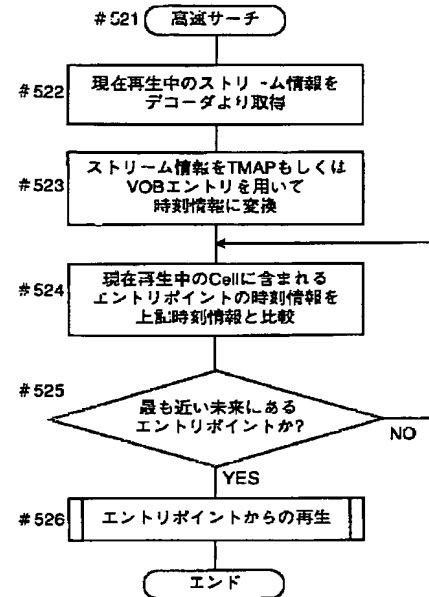 #521 高速サーチ
#522 現在再生中のストリーム情報を
デコーダより取得
#523 ストリーム情報をTMAPもしくは
VOBエントリを用いて
時刻情報に変換
#524 現在再生中のCellに含まれる
エントリポイントの時刻情報を
上記時刻情報と比較
#525
最も近い未来にある
エントリポイントか?
NO
YES
#526 エントリポイントからの再生
エンド